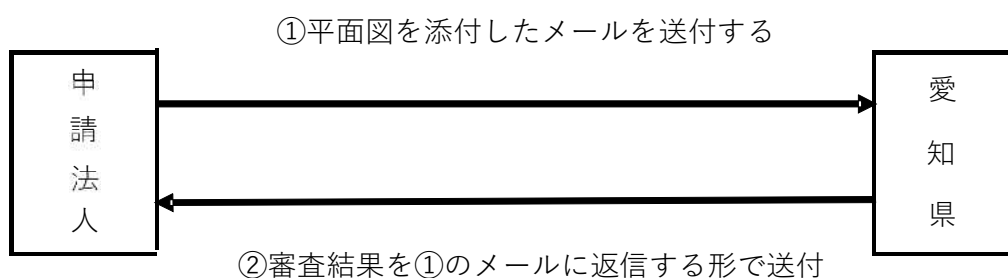 ①平面図を添付したメールを送付する
申請法人
愛知県
②審査結果を①のメールに返信する形で送付